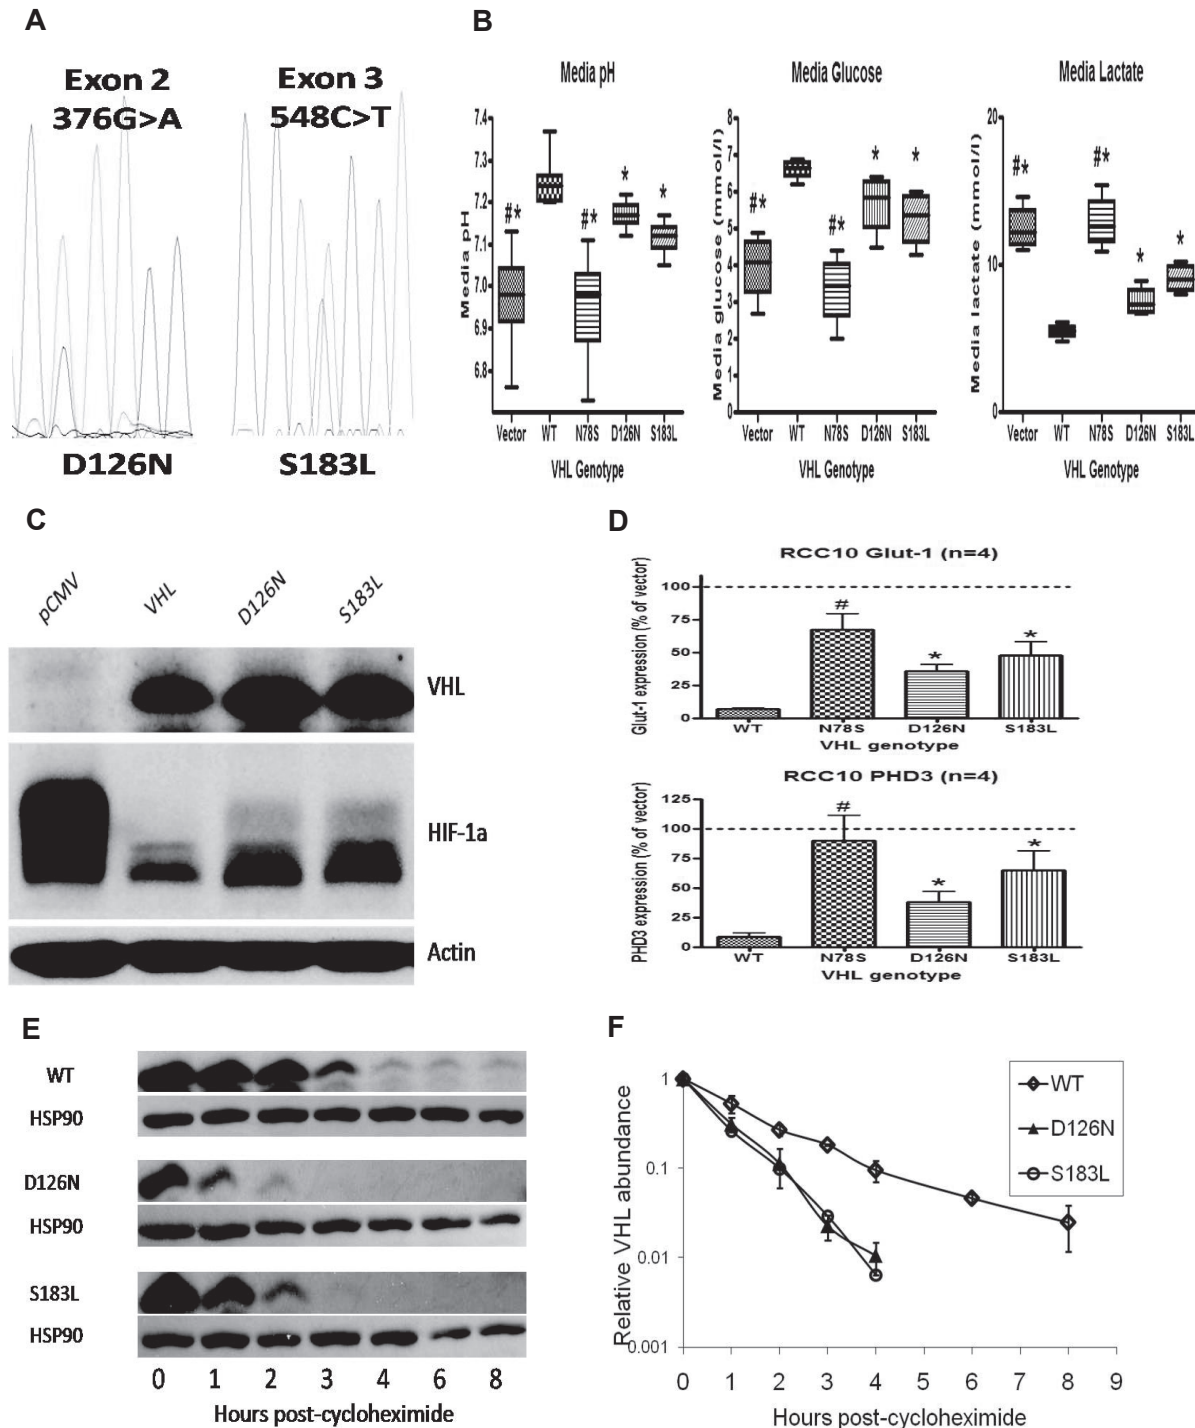 A
Exon 2
376G>A
Exon 3
548C>T
D126N
S183L
B
Media pH
Media pH
7.4
7.3
7.2
7.1
7.0
6.9
6.8
#*
#*
*
*
Vector WT N78S D126N S183L
VHL Genotype
Media Glucose
Media glucose (mmol/l)
8
7
6
5
4
3
2
1
0
#*
#*
*
*
Vector WT N78S D126N S183L
VHL Genotype
Media Lactate
Media lactate (mmol/l)
20
10
0
#*
#*
*
*
Vector WT N78S D126N S183L
VHL Genotype
C
pCMV VHL D126N S183L
VHL
HIF-1a
Actin
D
RCC10 Glut-1 (n=4)
Glut-1 expression (% of vector)
100
75
50
25
0
#
*
*
WT N78S D126N S183L
VHL genotype
RCC10 PHD3 (n=4)
PHD3 expression (% of vector)
125
100
75
50
25
0
#
*
*
WT N78S D126N S183L
VHL genotype
E
WT
HSP90
D126N
HSP90
S183L
HSP90
0 1 2 3 4 6 8
Hours post-cycloheximide
F
Relative VHL abundance
1
0.1
0.01
0.001
WT
D126N
S183L
0 1 2 3 4 5 6 7 8 9
Hours post-cycloheximide